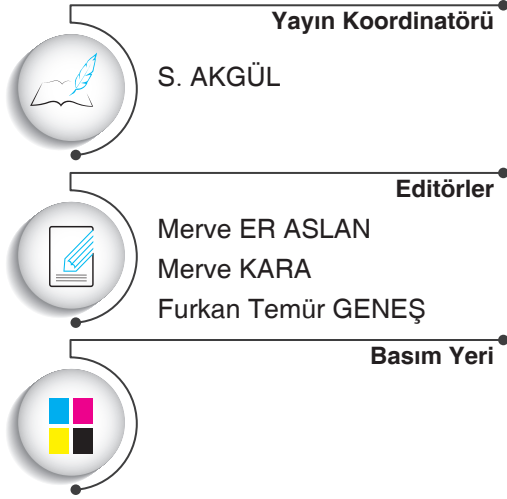 Yayın Koordinatörü
S. AKGÜL
Editörler
Merve ER ASLAN
Merve KARA
Furkan Temür GENEŞ
Basım Yeri